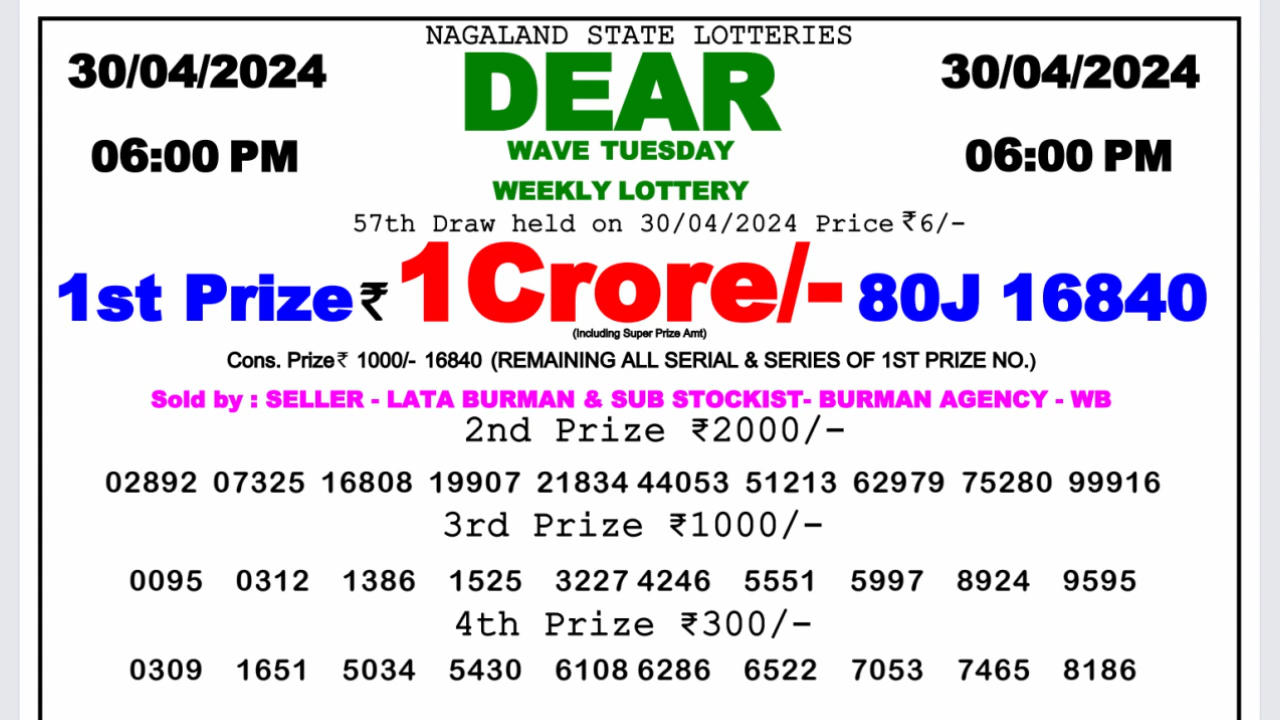 NAGALAND STATE LOTTERIES
30/04/2024 DEAR 30/04/2024
06:00 PM WAVE TUESDAY 06:00 PM
WEEKLY LOTTERY
57th Draw held on 30/04/2024 Price ₹6/-
1st Prize ₹ 1Crore/- 80J 16840
(Including Super Prize Amt)
Cons. Prize ₹ 1000/- 16840 (REMAINING ALL SERIAL & SERIES OF 1ST PRIZE NO.)
Sold by : SELLER - LATA BURMAN & SUB STOCKIST- BURMAN AGENCY - WB
2nd Prize ₹2000/-
02892 07325 16808 19907 21834 44053 51213 62979 75280 99916
3rd Prize ₹1000/-
0095 0312 1386 1525 3227 4246 5551 5997 8924 9595
4th Prize ₹300/-
0309 1651 5034 5430 6108 6286 6522 7053 7465 8186